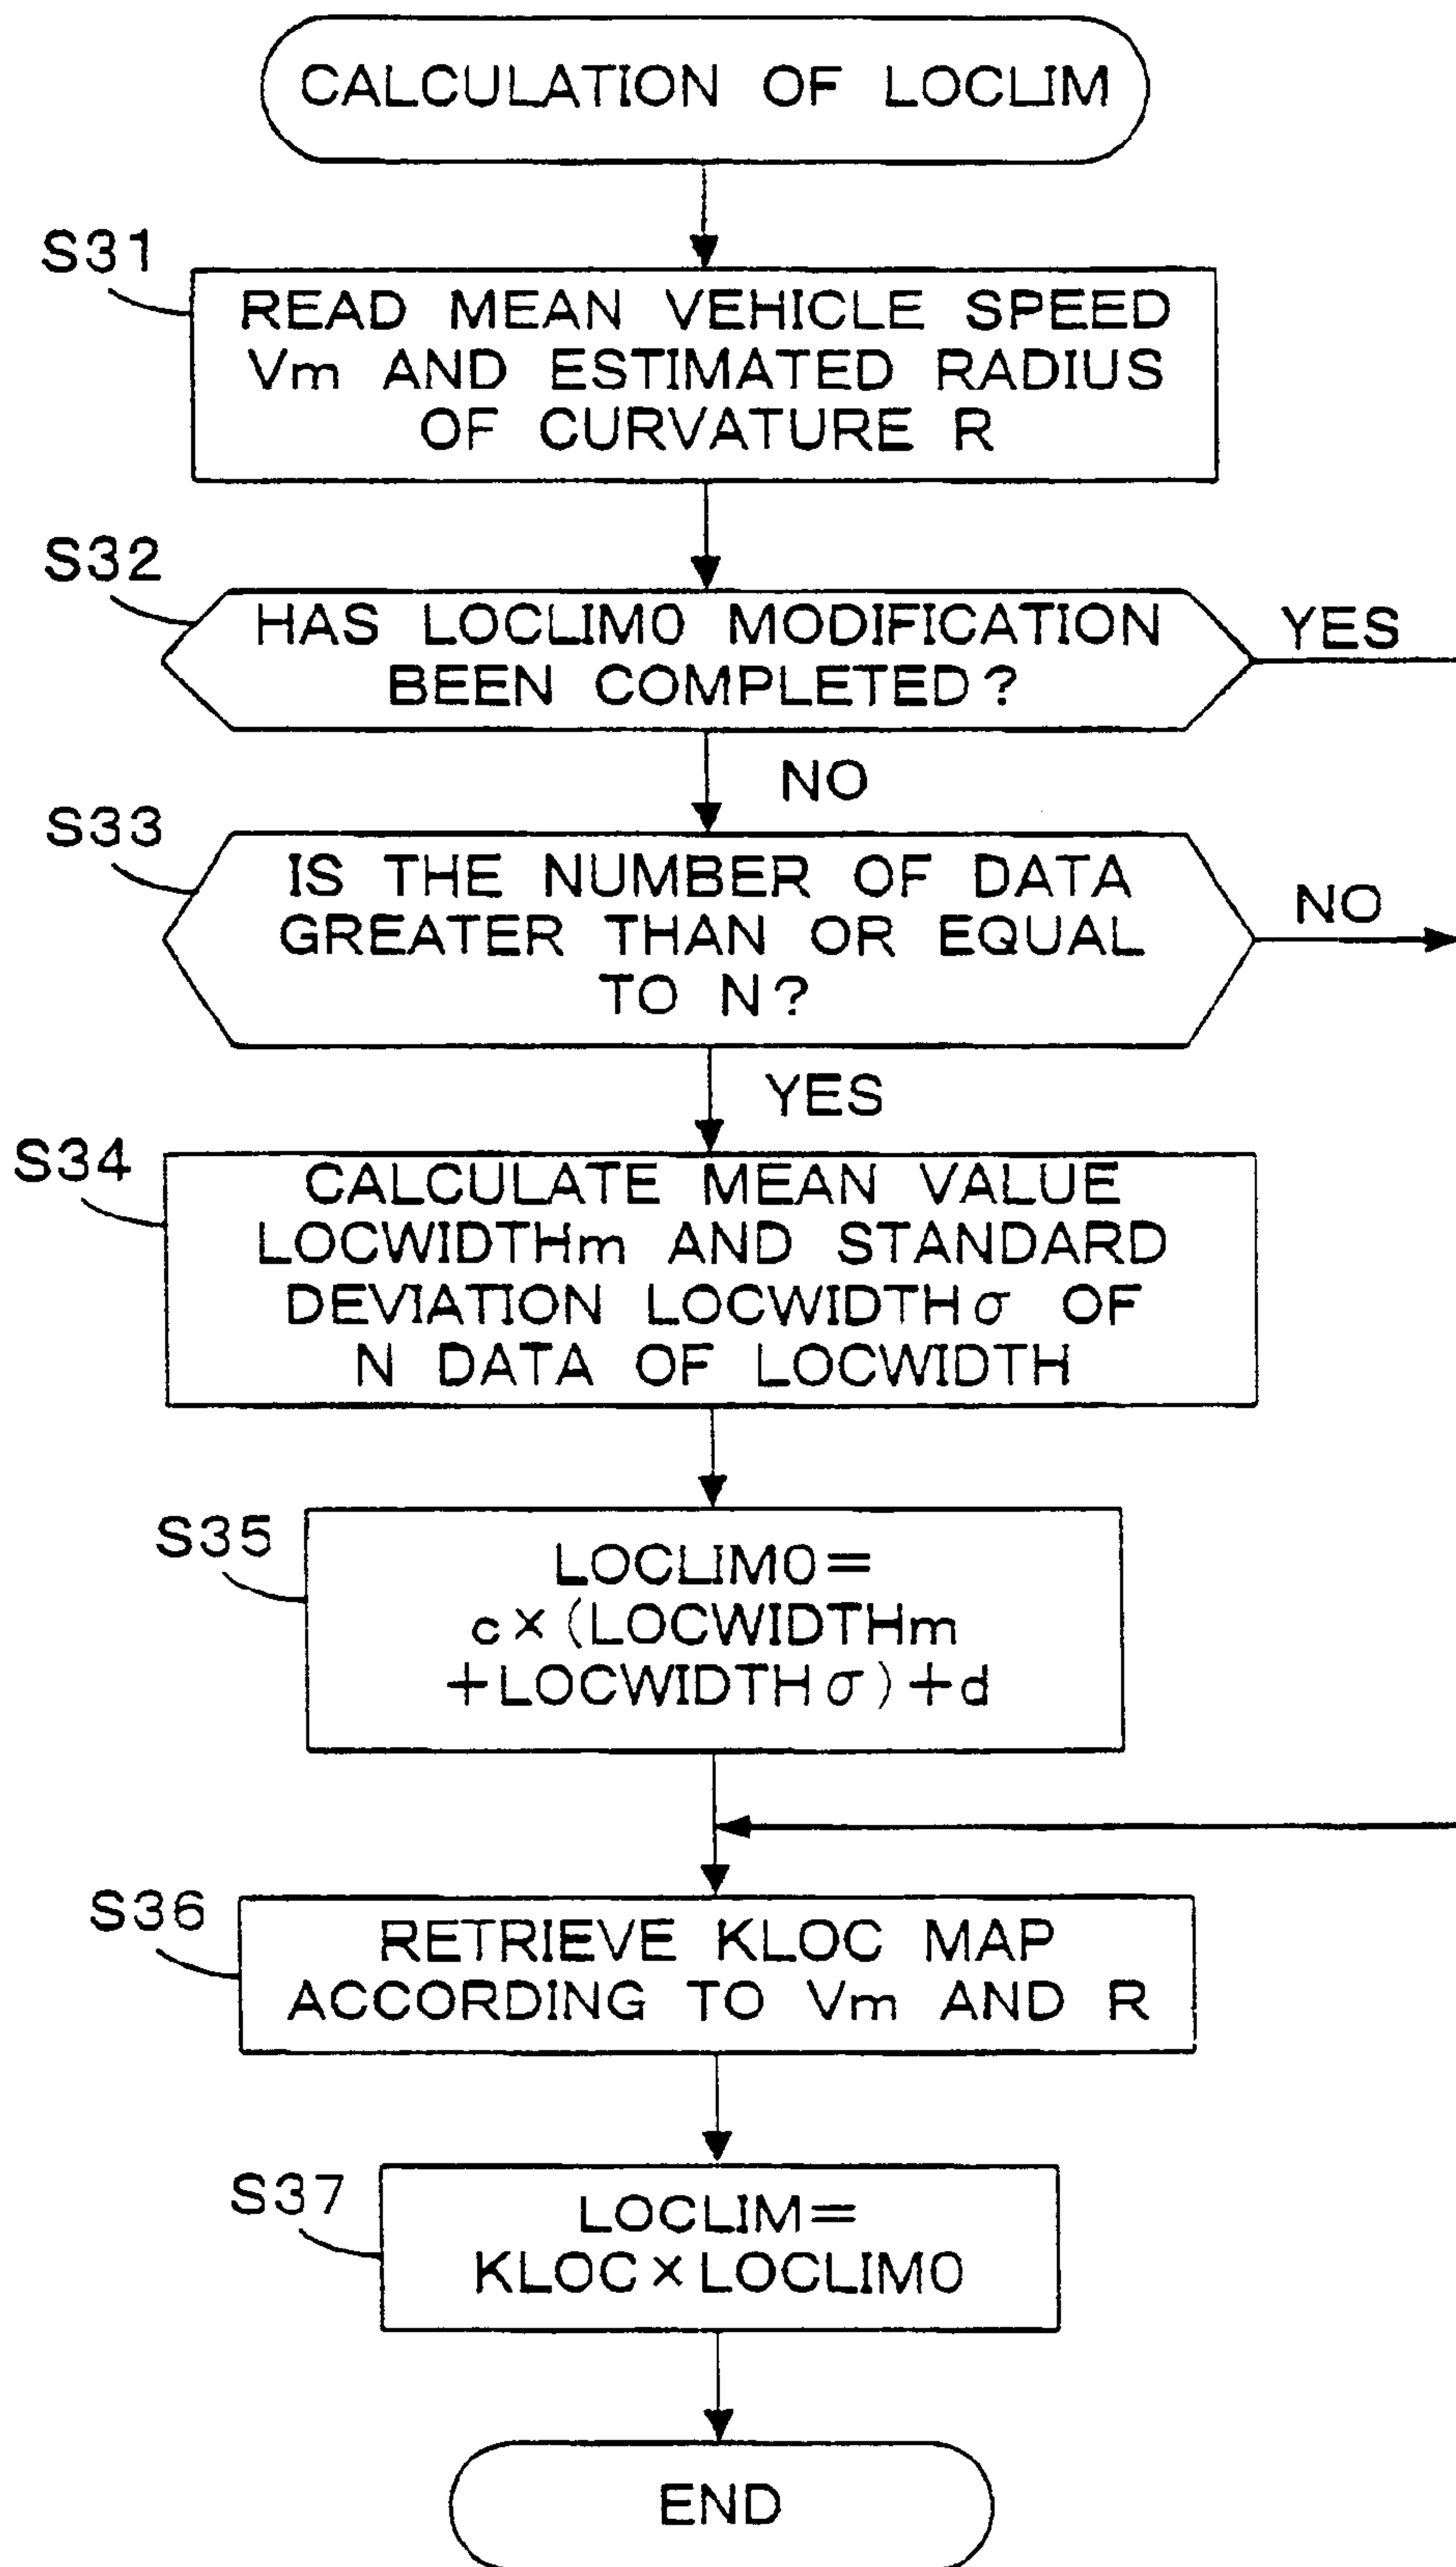 CALCULATION OF LOCLIM
S31
READ MEAN VEHICLE SPEED
Vm AND ESTIMATED RADIUS
OF CURVATURE R
S32
HAS LOCLIM0 MODIFICATION
BEEN COMPLETED?
YES
NO
S33
IS THE NUMBER OF DATA
GREATER THAN OR EQUAL
TO N?
NO
YES
S34
CALCULATE MEAN VALUE
LOCWIDTHm AND STANDARD
DEVIATION LOCWIDTHσ OF
N DATA OF LOCWIDTH
S35
LOCLIM0=
c×(LOCWIDTHm
+LOCWIDTHσ)+d
S36
RETRIEVE KLOC MAP
ACCORDING TO Vm AND R
S37
LOCLIM=
KLOC×LOCLIM0
END